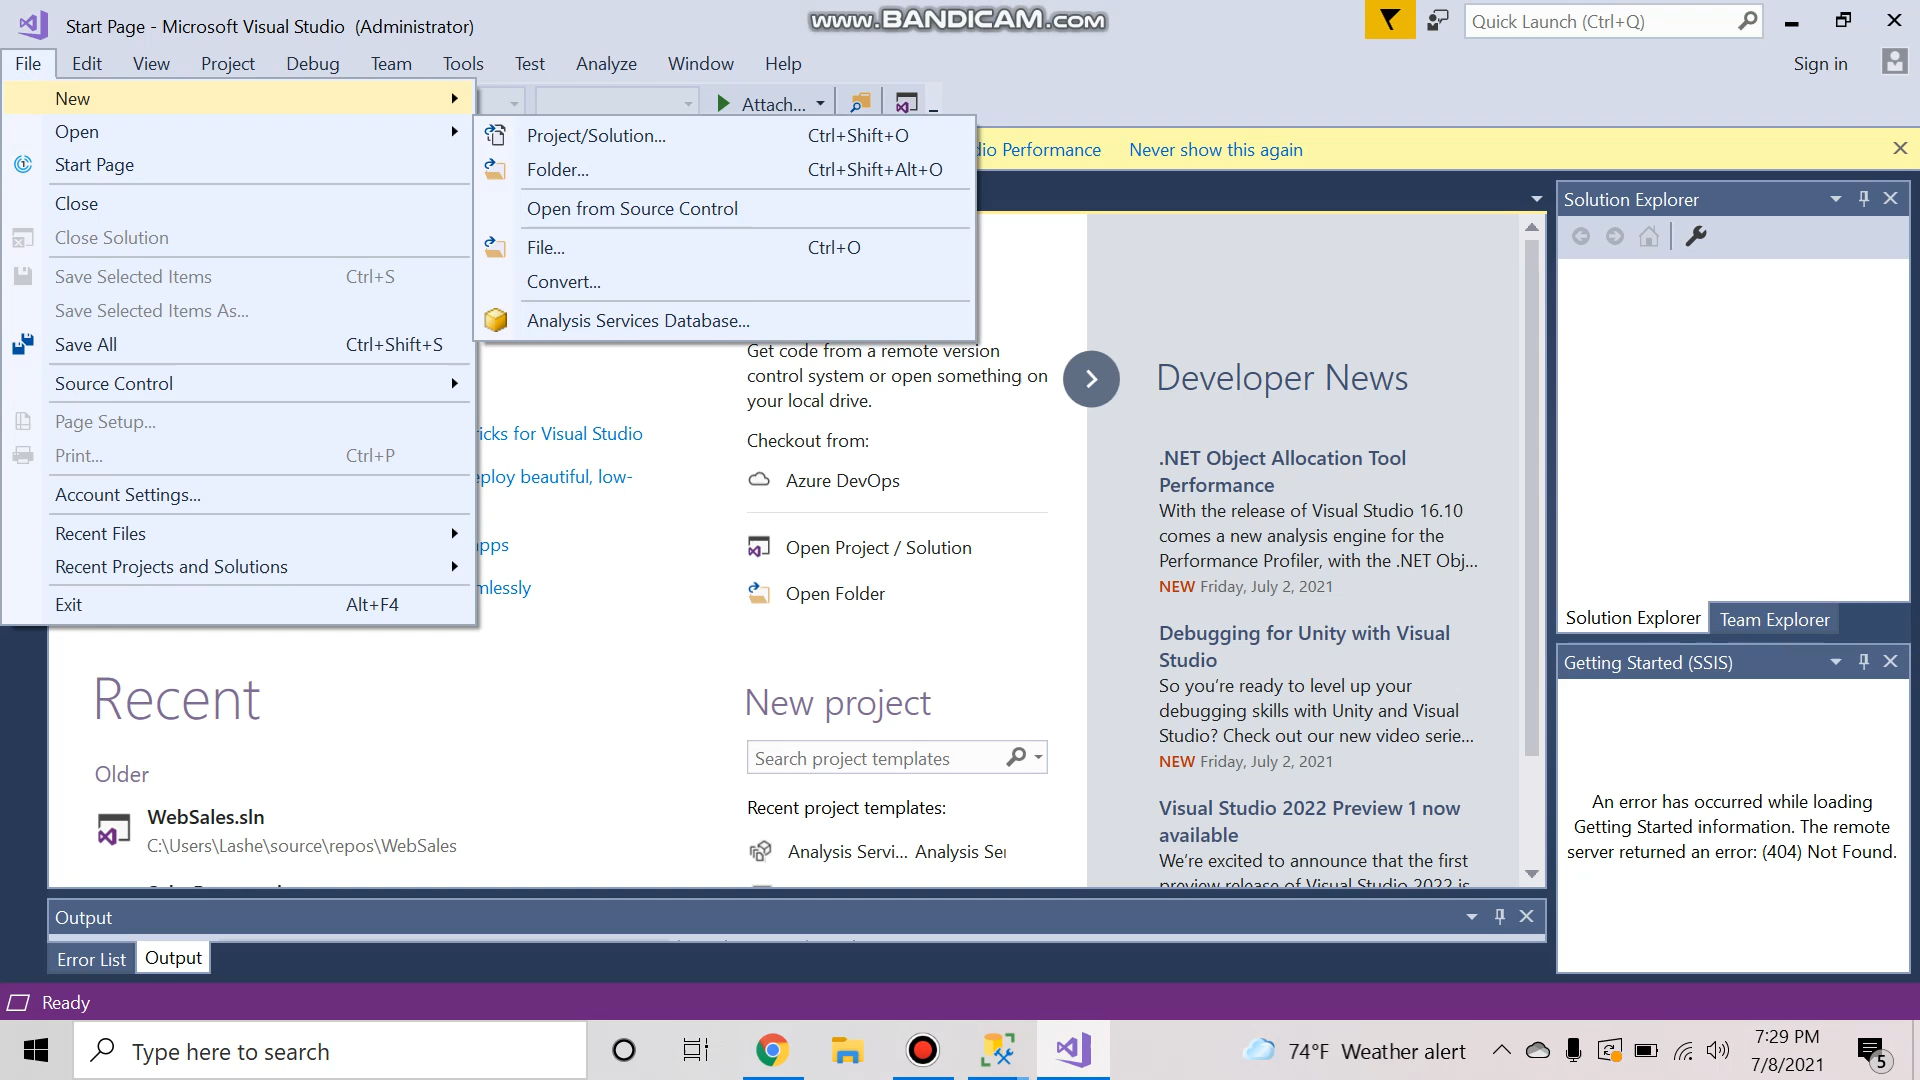 Start Page - Microsoft Visual Studio (Administrator)
www.BANDICAM.com
Quick Launch (Ctrl+Q)
File Edit View Project Debug Team Tools Test Analyze Window Help
Sign in
New
Open
Start Page
Close
Close Solution
Save Selected Items Ctrl+S
Save Selected Items As...
Save All Ctrl+Shift+S
Source Control
Page Setup...
Print... Ctrl+P
Account Settings...
Recent Files
Recent Projects and Solutions
Exit Alt+F4
Attach...
Project/Solution... Ctrl+Shift+O
Folder... Ctrl+Shift+Alt+O
Open from Source Control
File... Ctrl+O
Convert...
Analysis Services Database...
dio Performance Never show this again
icks for Visual Studio
eploy beautiful, low-
apps
mlessly
Get code from a remote version
control system or open something on
your local drive.
Checkout from:
Azure DevOps
Open Project / Solution
Open Folder
Recent
Older
WebSales.sln
C:\Users\Lashe\source\repos\WebSales
New project
Search project templates
Recent project templates:
Analysis Servi... Analysis Ser
Developer News
.NET Object Allocation Tool
Performance
With the release of Visual Studio 16.10
comes a new analysis engine for the
Performance Profiler, with the .NET Obj...
NEW Friday, July 2, 2021
Debugging for Unity with Visual
Studio
So you're ready to level up your
debugging skills with Unity and Visual
Studio? Check out our new video serie...
NEW Friday, July 2, 2021
Visual Studio 2022 Preview 1 now
available
We're excited to announce that the first
preview release of Visual Studio 2022 is
Solution Explorer
Solution Explorer Team Explorer
Getting Started (SSIS)
An error has occurred while loading
Getting Started information. The remote
server returned an error: (404) Not Found.
Output
Error List Output
Ready
Type here to search
74°F Weather alert
7:29 PM
7/8/2021
5